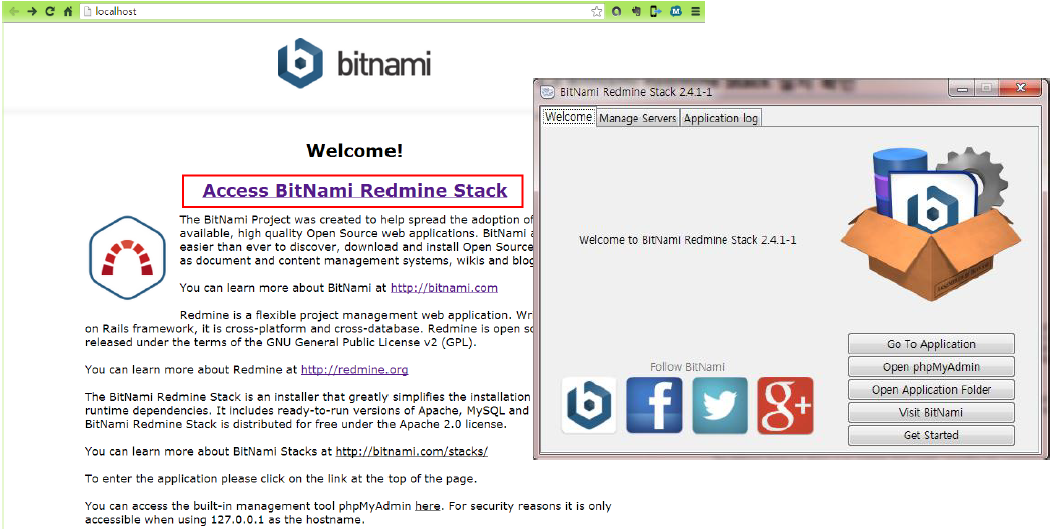 localhost
bitnami
Welcome!
Access BitNami Redmine Stack
The BitNami Project was created to help spread the adoption of
available, high quality Open Source web applications. BitNami
easier than ever to discover, download and install Open Source
as document and content management systems, wikis and
You can learn more about BitNami at http://bitnami.com
Redmine is a flexible project management web application.
on Rails framework, it is cross-platform and cross-database. Redmine is open
released under the terms of the GNU General Public License v2 (GPL).
You can learn more about Redmine at http://redmine.org
The BitNami Redmine Stack is an installer that greatly simplifies the installation
runtime dependencies. It includes ready-to-run versions of Apache, MySQL and
BitNami Redmine Stack is distributed for free under the Apache 2.0 license.
You can learn more about BitNami Stacks at http://bitnami.com/stacks/
To enter the application please click on the link at the top of the page.
You can access the built-in management tool phpMyAdmin here. For security reasons it is only
accessible when using 127.0.0.1 as the hostname.
BitNami Redmine Stack 2.4.1-1
Welcome
Manage Servers
Application log
Welcome to BitNami Redmine Stack 2.4.1-1
Follow BitNami
Go To Application
Open phpMyAdmin
Open Application Folder
Visit BitNami
Get Started